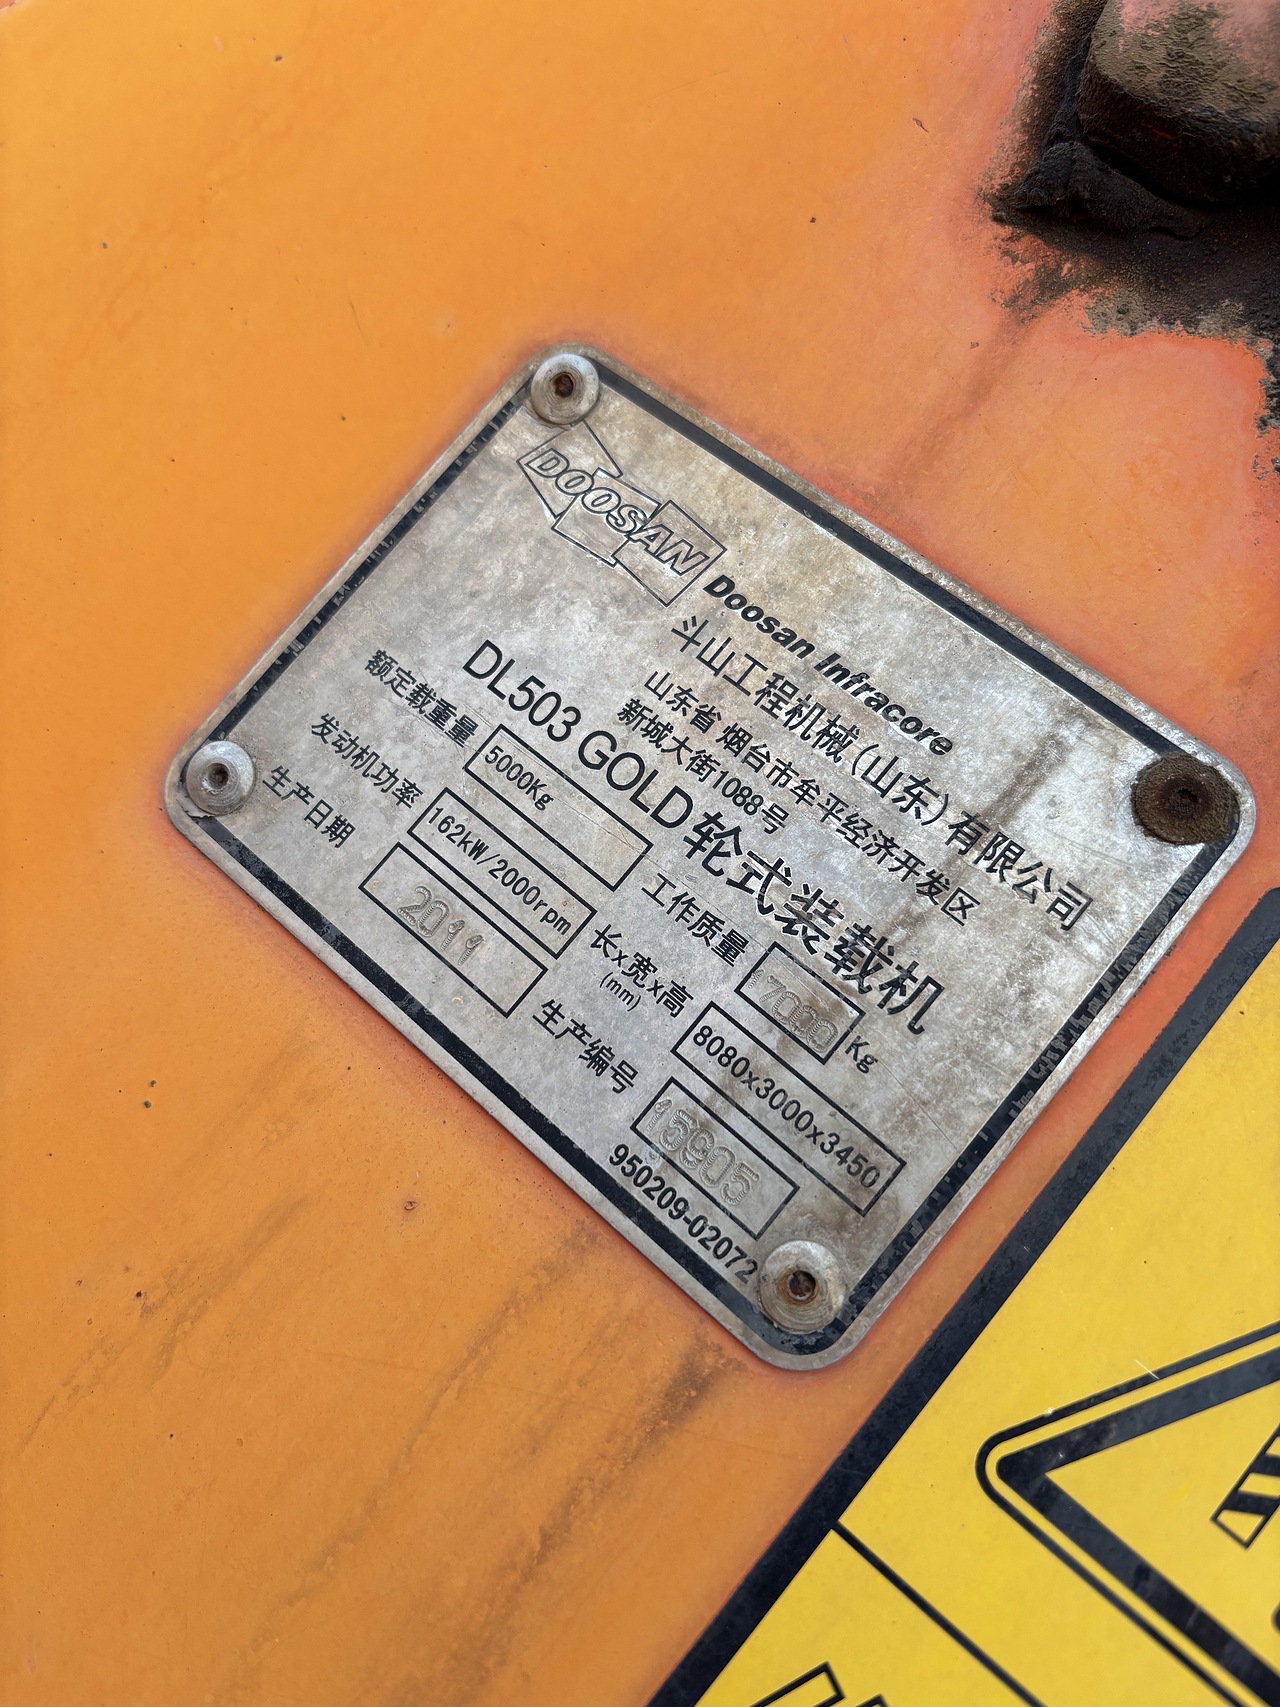 DOOSAN
Doosan Infracore
斗山工程机械(山东)有限公司
山东省 烟台市牟平经济开发区
新城大街1088号
DL503 GOLD 轮式装载机
额定载重量 5000Kg 工作质量 17000 Kg
发动机功率 162kW/2000rpm 长x宽x高 (mm) 8080x3000x3450
生产日期 2011 生产编号 15905
950209-02072